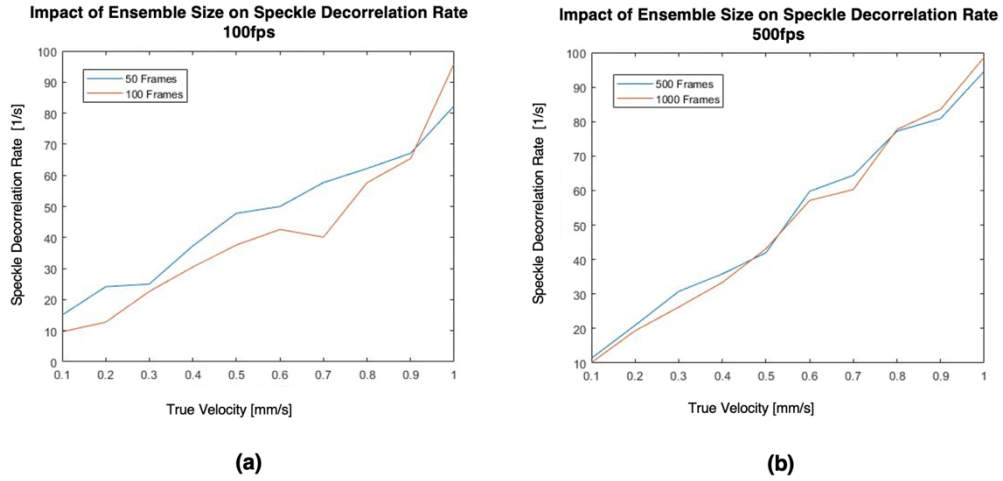 Impact of Ensemble Size on Speckle Decorrelation Rate
100fps
100
90
80
70
60
50
40
30
20
10
0
50 Frames
100 Frames
Speckle Decorrelation Rate [1/s]
0.1 0.2 0.3 0.4 0.5 0.6 0.7 0.8 0.9 1
True Velocity [mm/s]
(a)
Impact of Ensemble Size on Speckle Decorrelation Rate
500fps
100
90
80
70
60
50
40
30
20
10
500 Frames
1000 Frames
Speckle Decorrelation Rate [1/s]
0.1 0.2 0.3 0.4 0.5 0.6 0.7 0.8 0.9 1
True Velocity [mm/s]
(b)